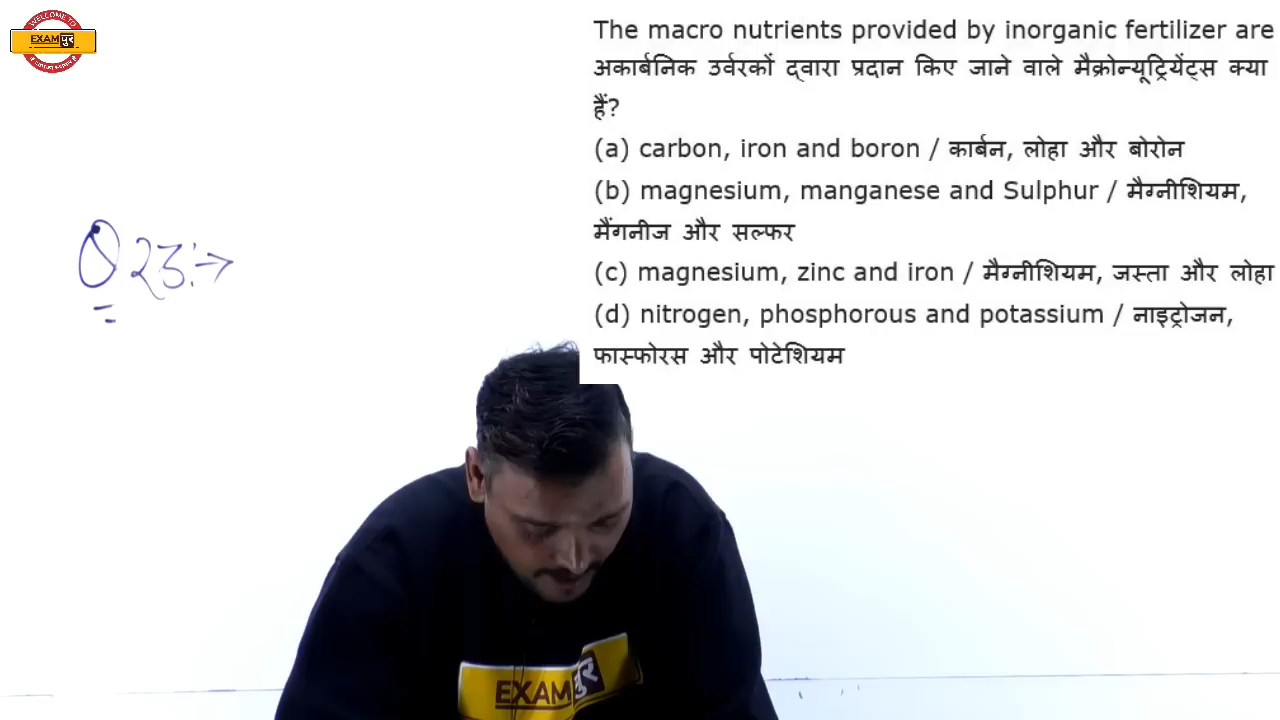 WELCOME TO
EXAMपुर
Q 23:→
The macro nutrients provided by inorganic fertilizer are
अकार्बनिक उर्वरकों द्वारा प्रदान किए जाने वाले मैक्रोन्यूट्रियेंट्स क्या
हैं?
(a) carbon, iron and boron / कार्बन, लोहा और बोरोन
(b) magnesium, manganese and Sulphur / मैग्नीशियम,
मैंगनीज और सल्फर
(c) magnesium, zinc and iron / मैग्नीशियम, जस्ता और लोहा
(d) nitrogen, phosphorous and potassium / नाइट्रोजन,
फास्फोरस और पोटेशियम
EXAMपुर